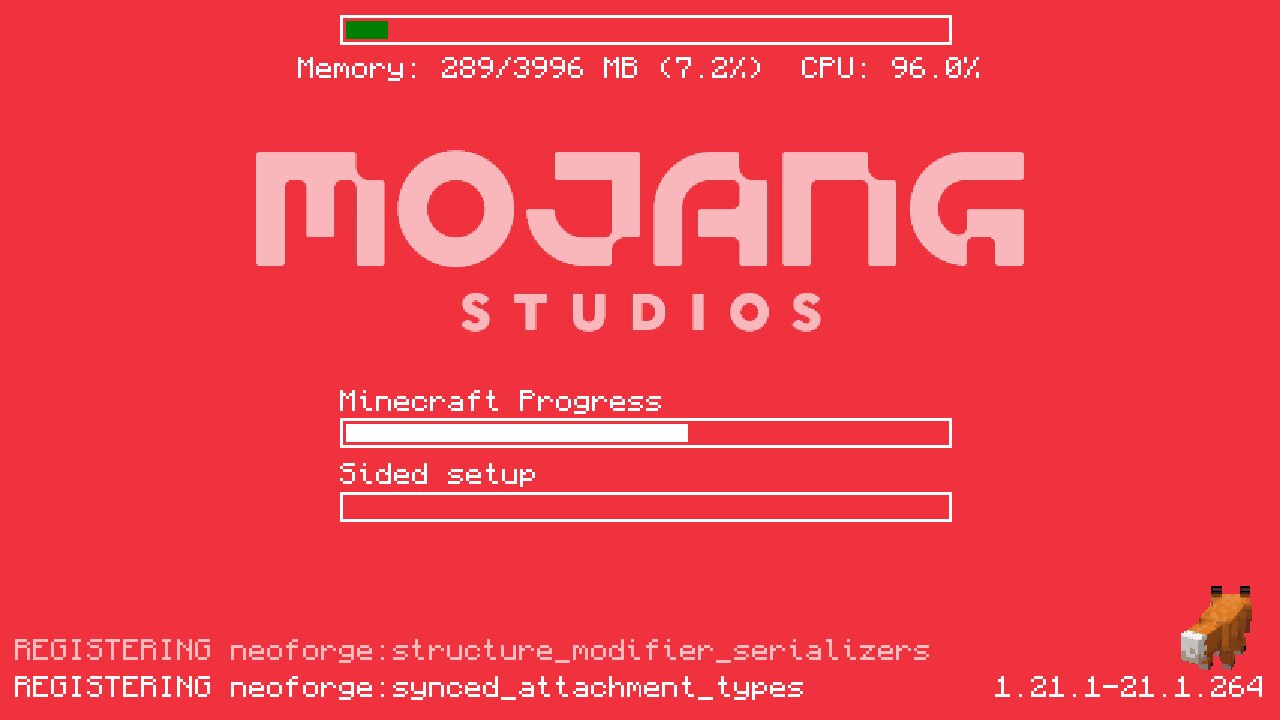 Memory: 289/3996 MB (7.2%)  CPU: 96.0%
MOJANG
STUDIOS
Minecraft Progress
Sided setup
REGISTERING neoforge:structure_modifier_serializers
REGISTERING neoforge:synced_attachment_types
1.21.1-21.1.264